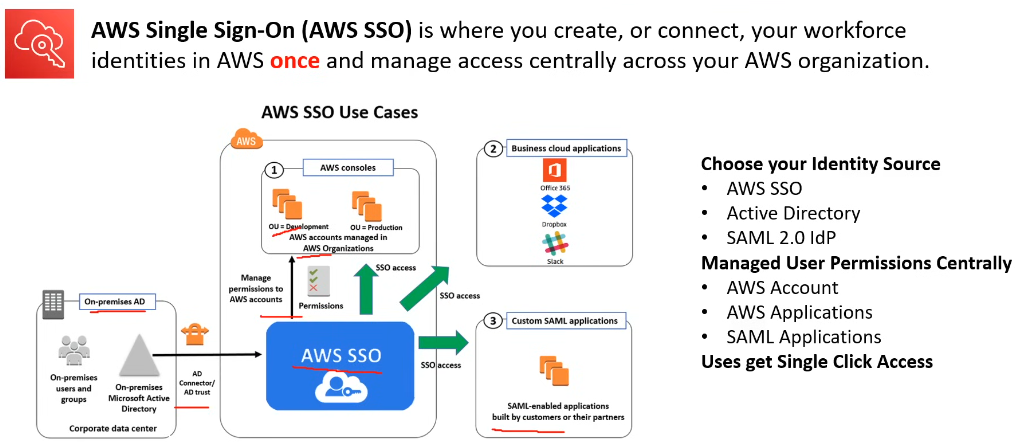 AWS Single Sign-On (AWS SSO) is where you create, or connect, your workforce
identities in AWS once and manage access centrally across your AWS organization.
AWS SSO Use Cases
AWS
1
AWS consoles
OU = Development
OU = Production
AWS accounts managed in
AWS Organizations
Manage
permissions to
AWS accounts
Permissions
SSO access
SSO access
SSO access
2
Business cloud applications
Office 365
Dropbox
Slack
On-premises AD
On-premises
users and
groups
On-premises
Microsoft Active
Directory
Corporate data center
AD
Connector/
AD trust
AWS SSO
3
Custom SAML applications
SAML-enabled applications
built by customers or their partners
Choose your Identity Source
• AWS SSO
• Active Directory
• SAML 2.0 IdP
Managed User Permissions Centrally
• AWS Account
• AWS Applications
• SAML Applications
Uses get Single Click Access